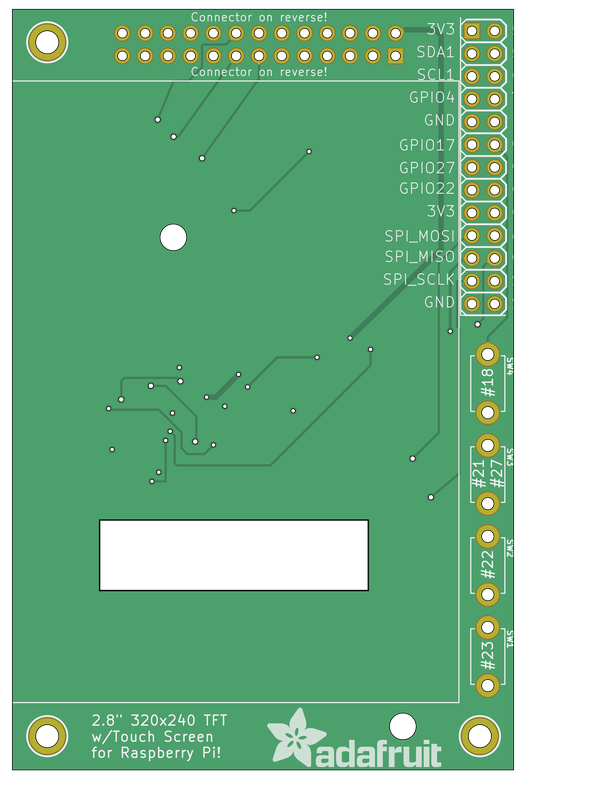 Connector on reverse!
Connector on reverse!
3V3
SDA1
SCL1
GPIO4
GND
GPIO17
GPIO27
GPIO22
3V3
SPI_MOSI
SPI_MISO
SPI_SCLK
GND
#18
SW4
#21
#27
SW3
#22
SW2
#23
SW1
2.8" 320x240 TFT
w/Touch Screen
for Raspberry Pi!
adafruit